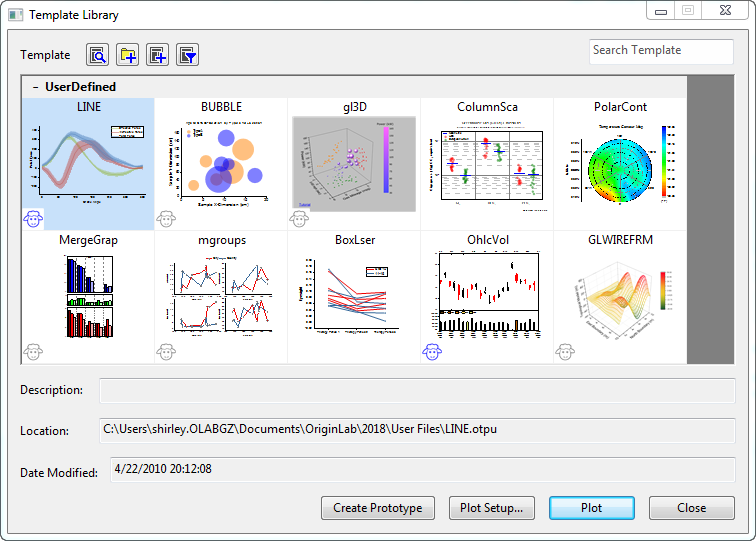 Template Library
Template
Search Template
− UserDefined
LINE
BUBBLE
gl3D
ColumnSca
PolarCont
MergeGrap
mgroups
BoxLser
OhlcVol
GLWIREFRM
Description:
Location:
C:\Users\shirley.OLABGZ\Documents\OriginLab\2018\User Files\LINE.otpu
Date Modified:
4/22/2010 20:12:08
Create Prototype
Plot Setup...
Plot
Close